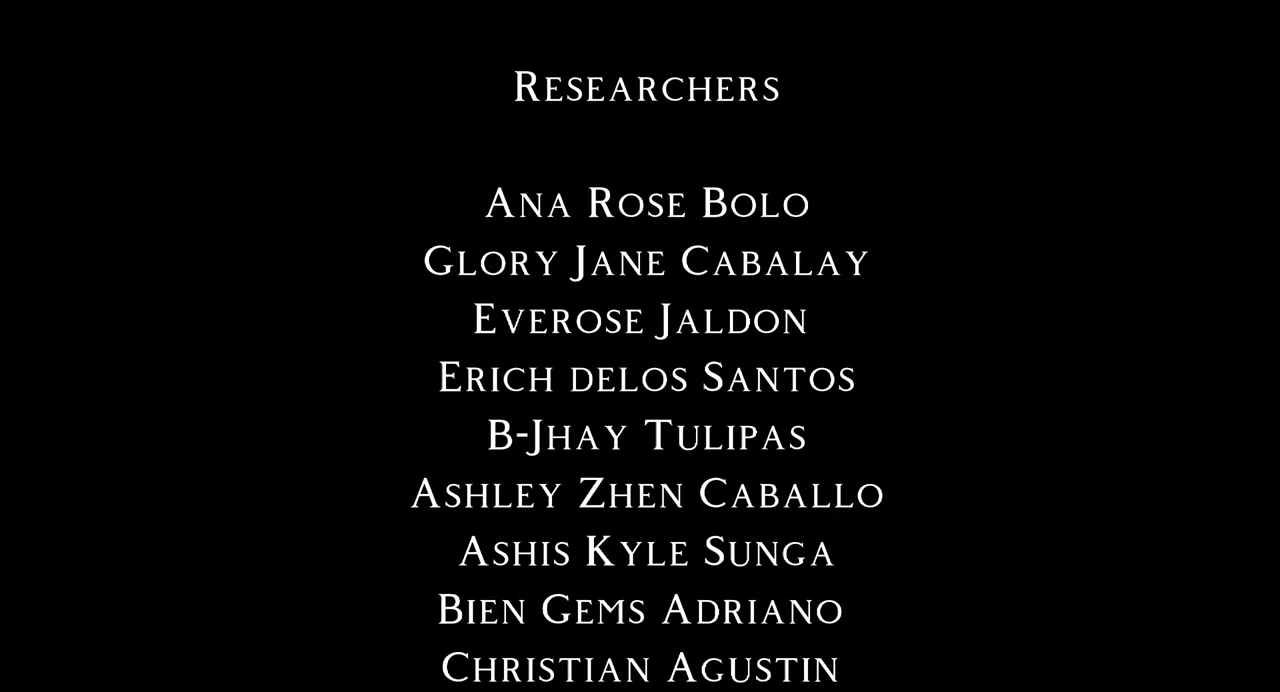 Researchers
Ana Rose Bolo
Glory Jane Cabalay
Everose Jaldon
Erich delos Santos
B-Jhay Tulipas
Ashley Zhen Caballo
Ashis Kyle Sunga
Bien Gems Adriano
Christian Agustin